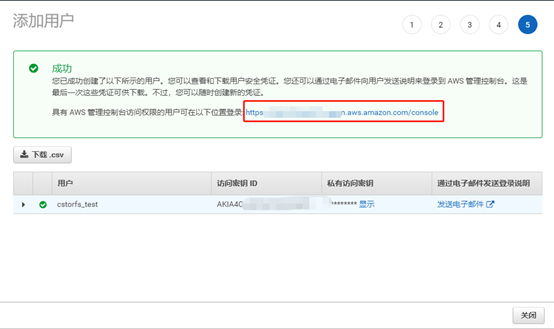 添加用户
1 2 3 4 5
成功
您已成功创建了以下所示的用户。您可以查看和下载用户安全凭证。您还可以通过电子邮件向用户发送说明来登录到 AWS 管理控制台。这是
最后一次这些凭证可供下载。不过，您可以随时创建新的凭证。
具有 AWS 管理控制台访问权限的用户可在以下位置登录: https n.aws.amazon.com/console
下载 .csv
用户 访问密钥 ID 私有访问密钥 通过电子邮件发送登录说明
cstorfs_test AKIA4C ******** 显示 发送电子邮件
关闭